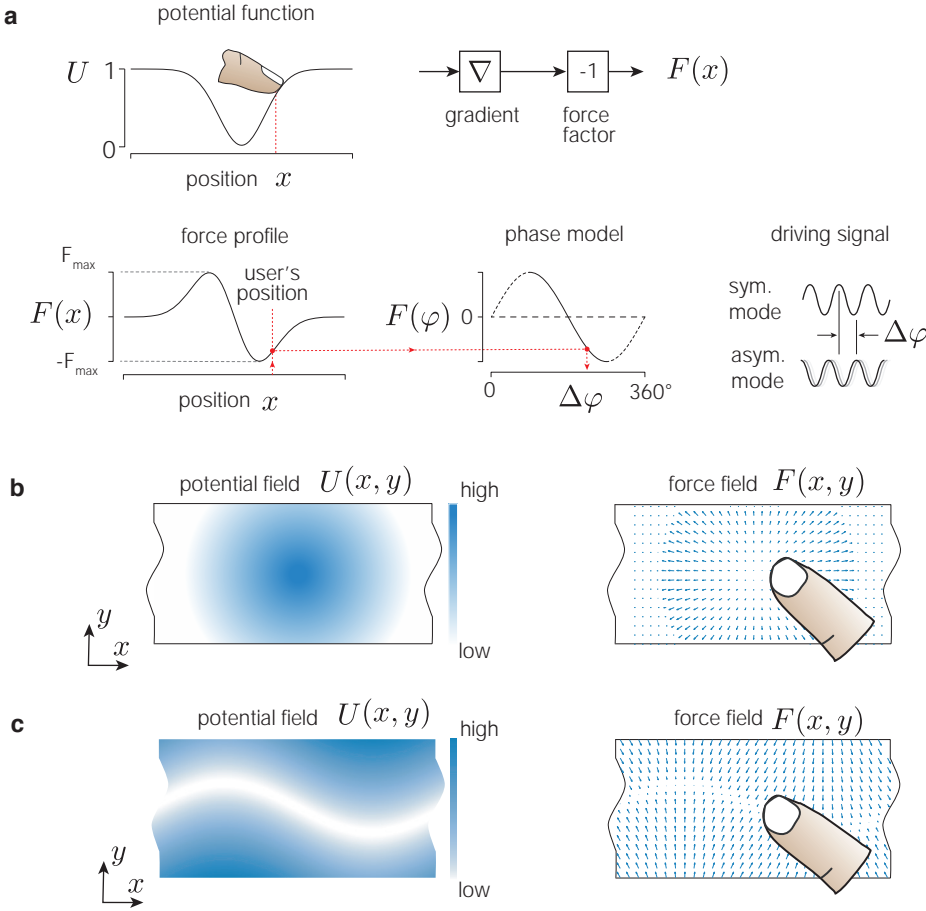 a
potential function
U
1
0
position x
∇
gradient
-1
force
factor
F(x)
force profile
F(x)
Fmax
-Fmax
user's
position
position x
phase model
F(φ)
0
0
360°
Δφ
driving signal
sym.
mode
Δφ
asym.
mode
b
potential field U(x, y)
high
low
y
x
force field F(x, y)
c
potential field U(x, y)
high
low
y
x
force field F(x, y)